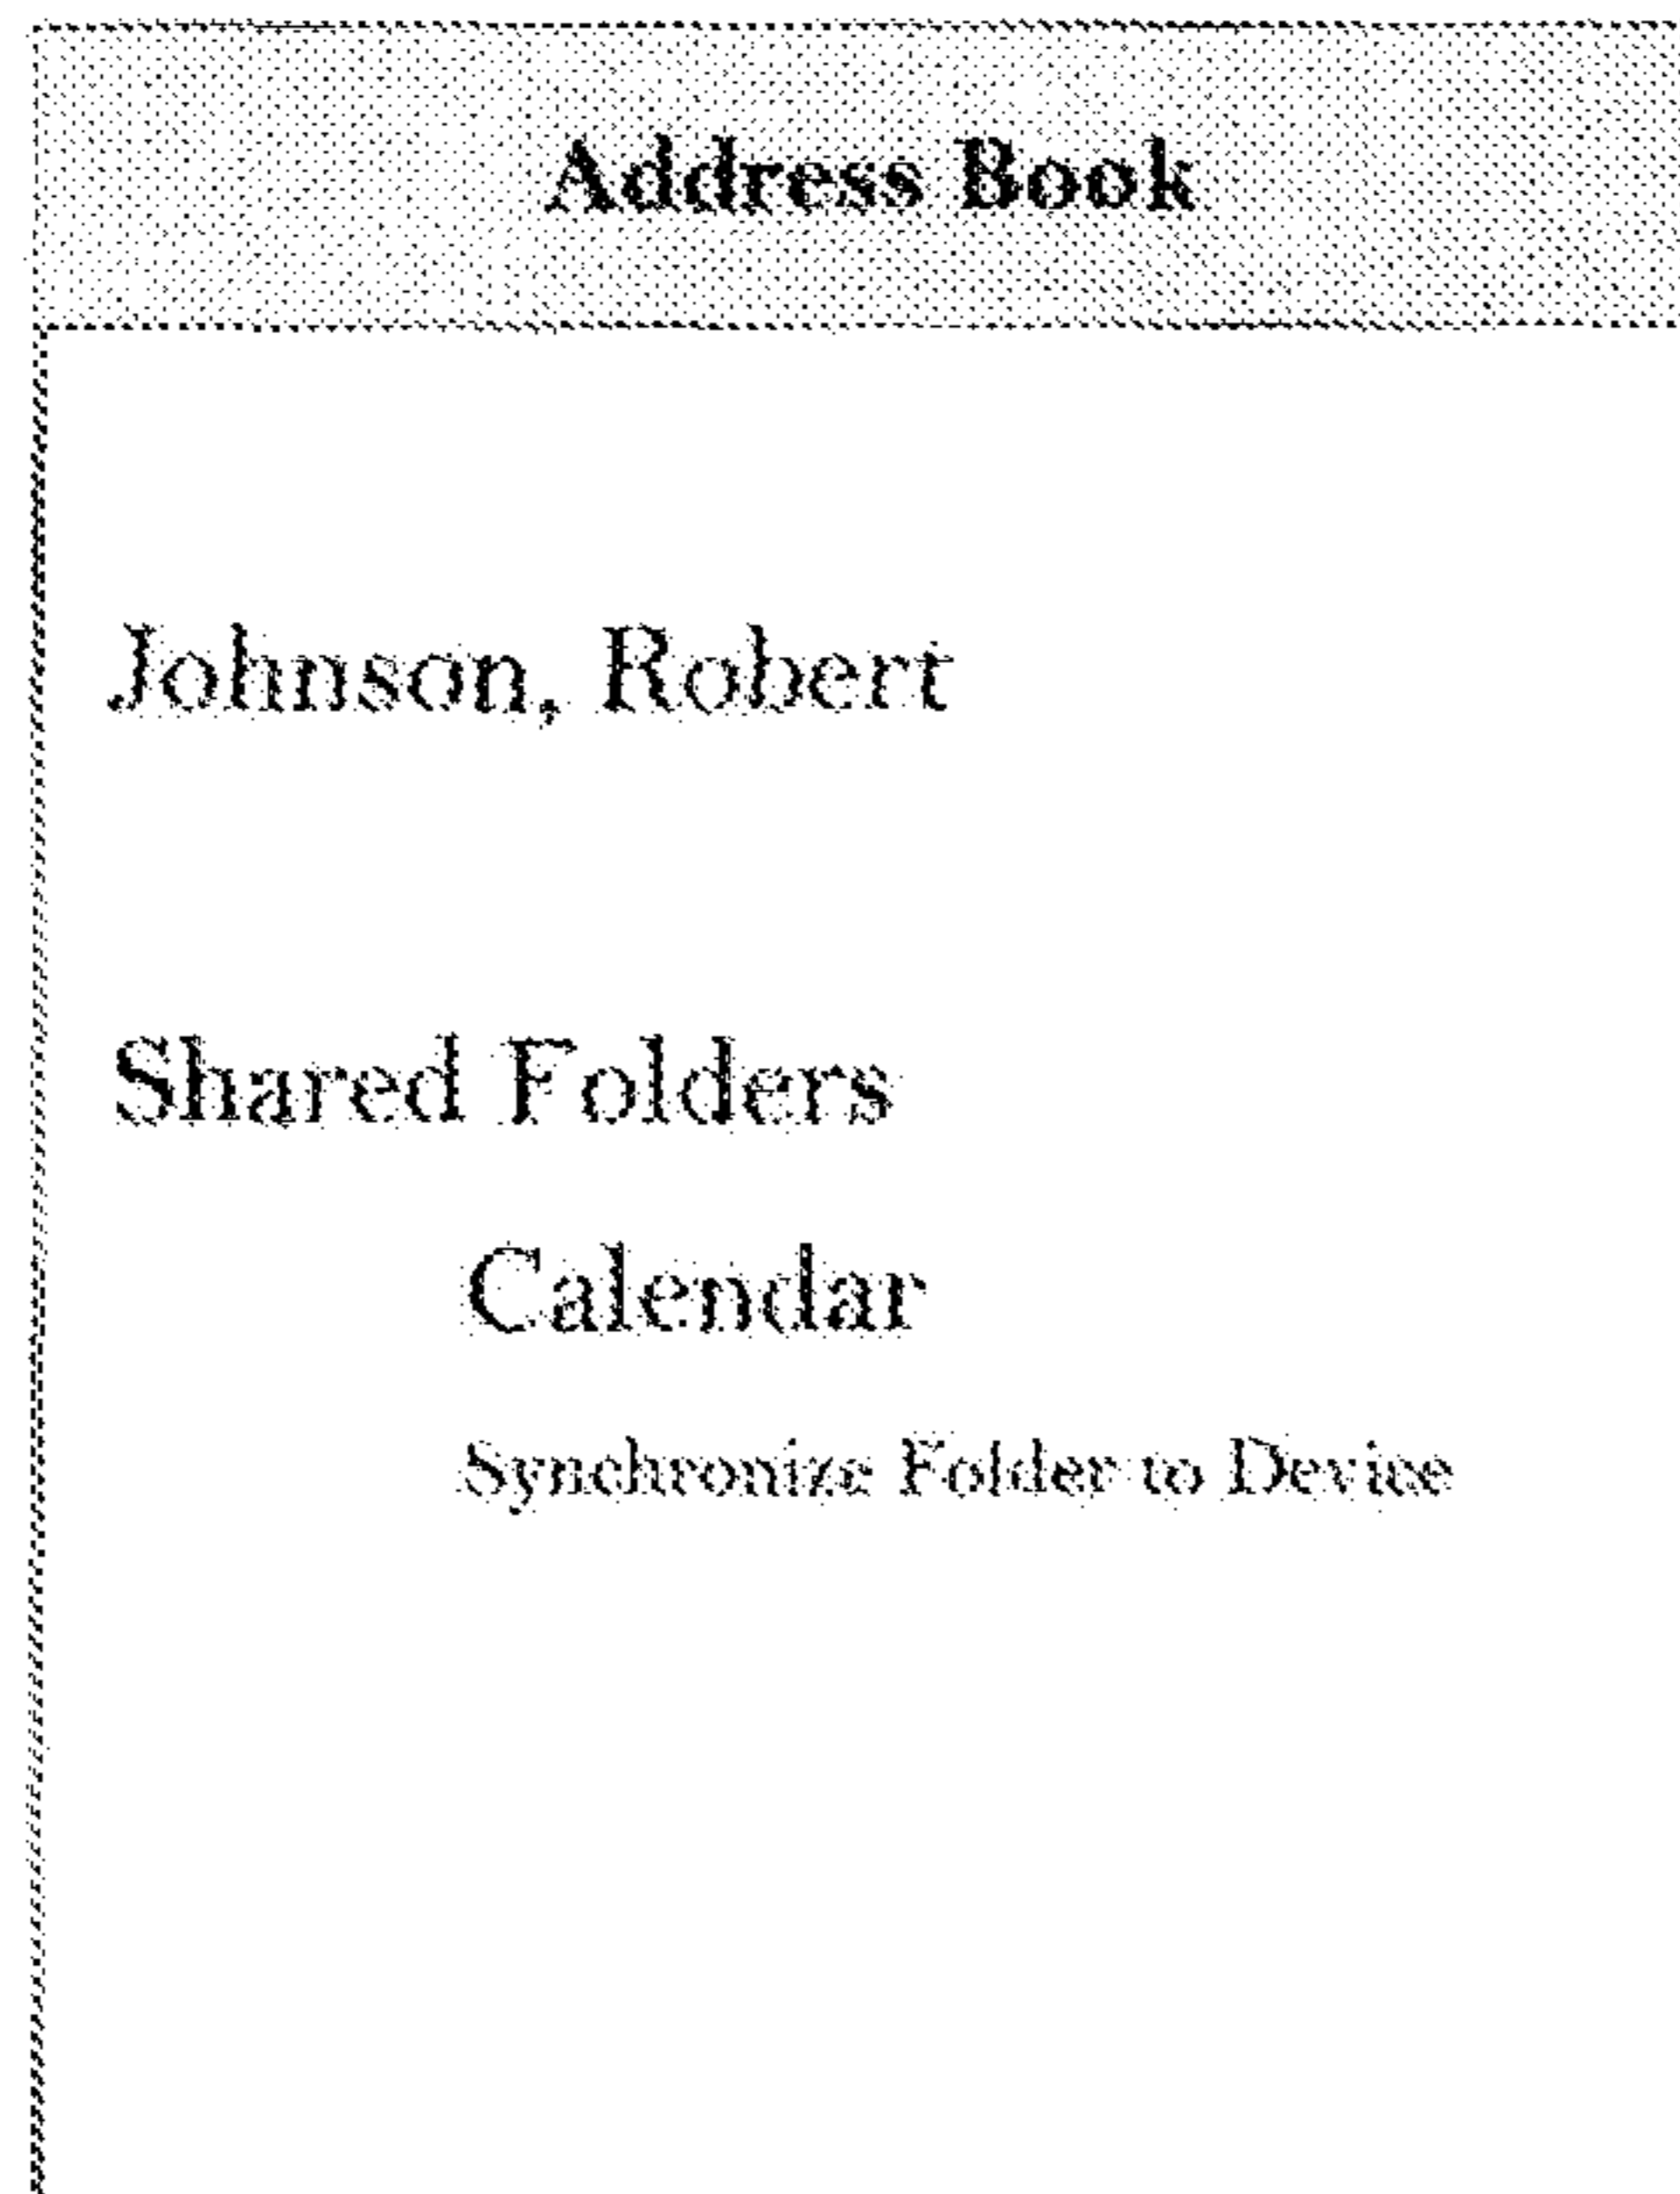 Address Book
Johnson, Robert
Shared Folders
Calendar
Synchronize Folder to Device